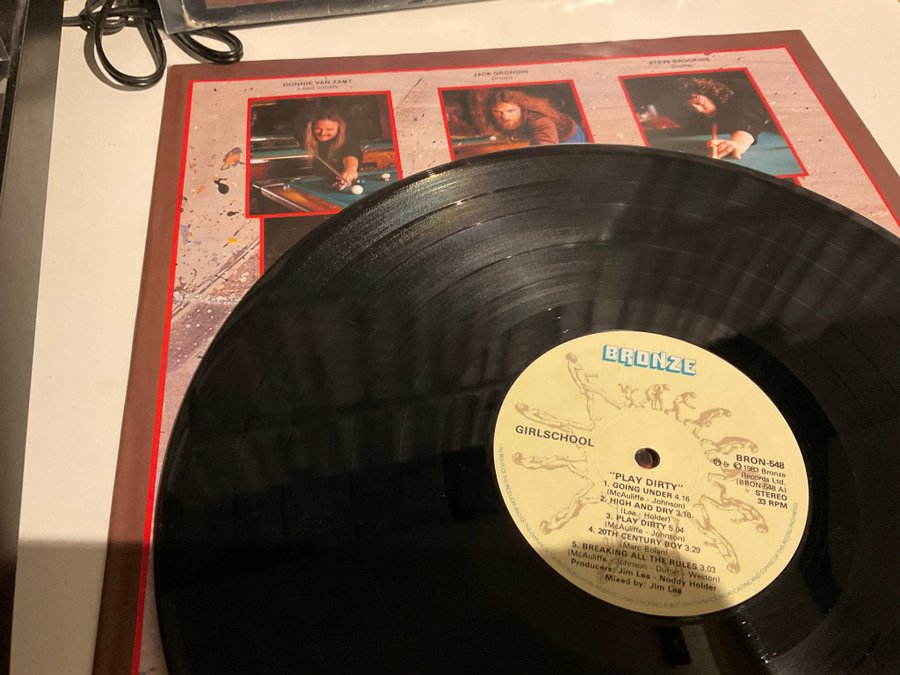 DONNIE VAN ZANT
Lead vocals
JACK GRONDIN
Drums
STEVE BROOKINS
Drums
BRONZE
GIRLSCHOOL
BRON-548
Ⓟ & © 1983 Bronze
Records Ltd.
(BRON-548 A)
STEREO
33 RPM
"PLAY DIRTY"
1. GOING UNDER 4.16
(McAuliffe - Johnson)
2. HIGH AND DRY 3.10
(Lea - Holder)
3. PLAY DIRTY 5.04
(McAuliffe - Johnson)
4. 20TH CENTURY BOY 3.29
(Marc Bolan)
5. BREAKING ALL THE RULES 3.03
(McAuliffe - Johnson - Dufort - Weston)
Producers: Jim Lea - Noddy Holder
Mixed by: Jim Lea